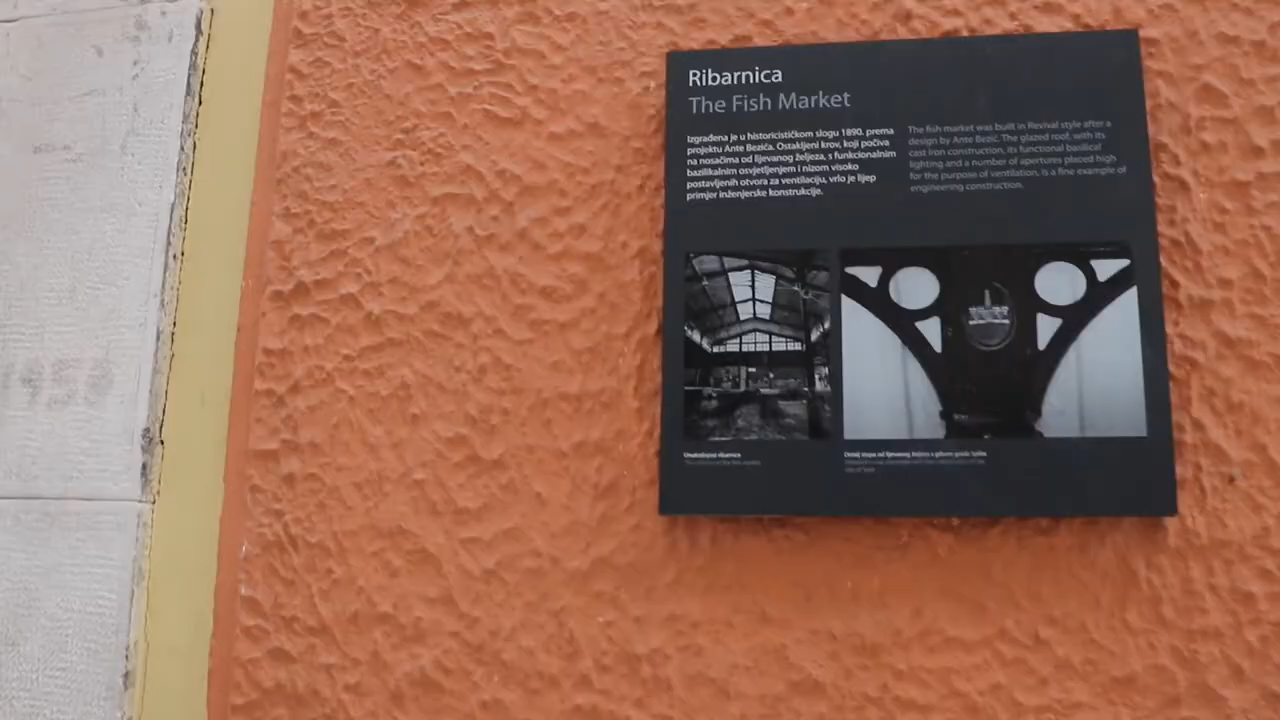 Ribarnica
The Fish Market
Izgrađena je u historicističkom slogu 1890. prema
projektu Ante Bezića. Ostakljeni krov, koji počiva
na nosačima od lijevanog željeza, s funkcionalnim
bazilikalnim osvjetljenjem i nizom visoko
postavljenih otvora za ventilaciju, vrlo je lijep
primjer inženjerske konstrukcije.
The fish market was built in Revival style after a
design by Ante Bezić. The glazed roof, with its
cast iron construction, its functional basilical
lighting and a number of apertures placed high
for the purpose of ventilation, is a fine example of
engineering construction.
Unutrašnjost ribarnice